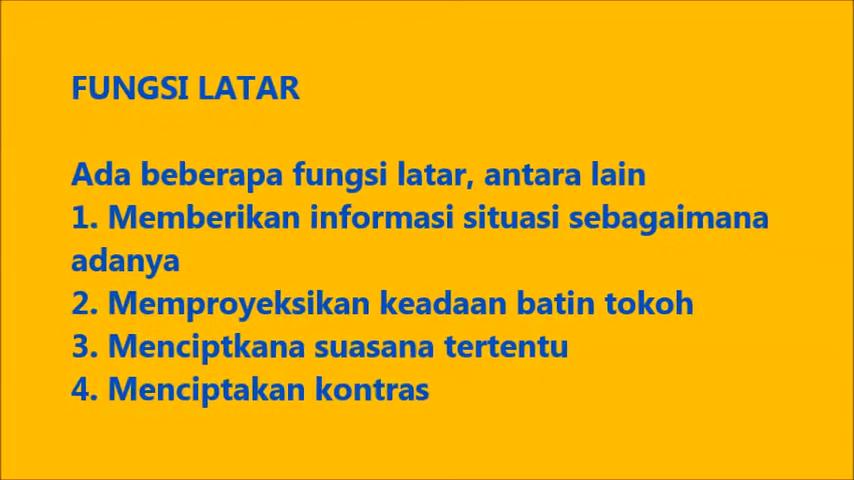 FUNGSI LATAR
Ada beberapa fungsi latar, antara lain
1. Memberikan informasi situasi sebagaimana
adanya
2. Memproyeksikan keadaan batin tokoh
3. Menciptkana suasana tertentu
4. Menciptakan kontras